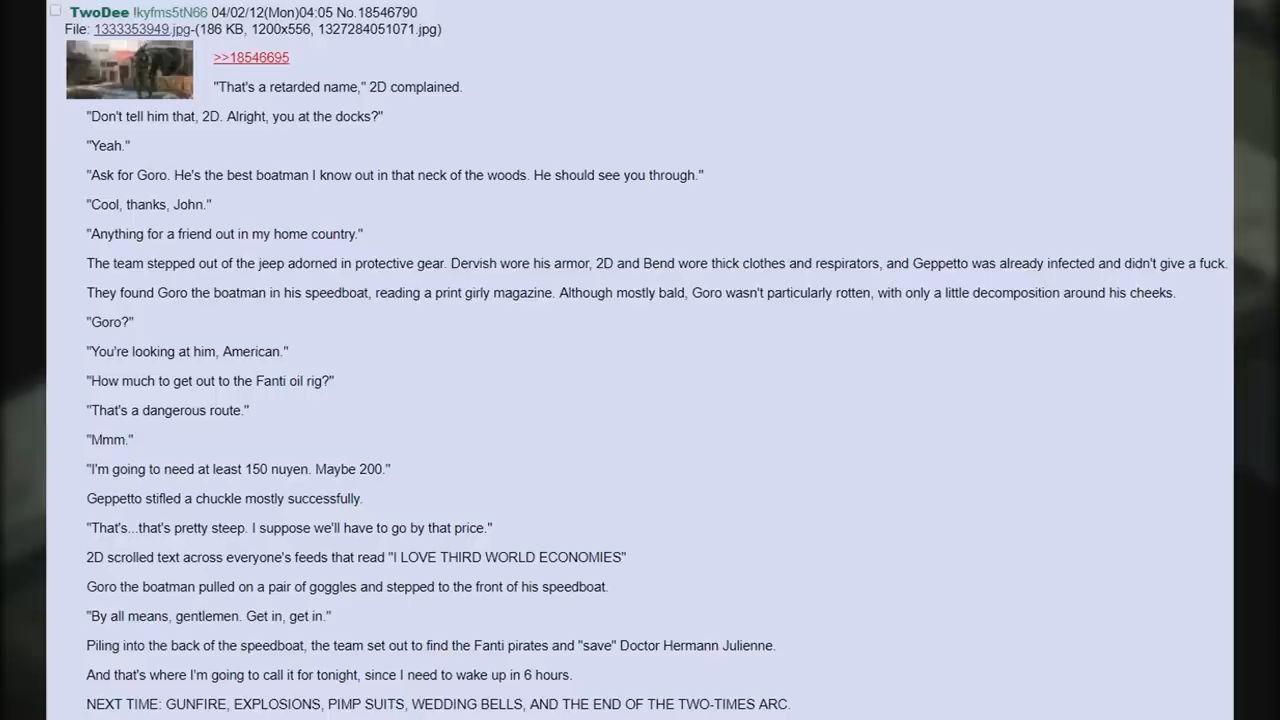 TwoDee !kyfms5tN66 04/02/12(Mon)04:05 No.18546790
File: 1333353949.jpg-(186 KB, 1200x556, 1327284051071.jpg)
>>18546695
"That's a retarded name," 2D complained.
"Don't tell him that, 2D. Alright, you at the docks?"
"Yeah."
"Ask for Goro. He's the best boatman I know out in that neck of the woods. He should see you through."
"Cool, thanks, John."
"Anything for a friend out in my home country."
The team stepped out of the jeep adorned in protective gear. Dervish wore his armor, 2D and Bend wore thick clothes and respirators, and Geppetto was already infected and didn't give a fuck.
They found Goro the boatman in his speedboat, reading a print girly magazine. Although mostly bald, Goro wasn't particularly rotten, with only a little decomposition around his cheeks.
"Goro?"
"You're looking at him, American."
"How much to get out to the Fanti oil rig?"
"That's a dangerous route."
"Mmm."
"I'm going to need at least 150 nuyen. Maybe 200."
Geppetto stifled a chuckle mostly successfully.
"That's...that's pretty steep. I suppose we'll have to go by that price."
2D scrolled text across everyone's feeds that read "I LOVE THIRD WORLD ECONOMIES"
Goro the boatman pulled on a pair of goggles and stepped to the front of his speedboat.
"By all means, gentlemen. Get in, get in."
Piling into the back of the speedboat, the team set out to find the Fanti pirates and "save" Doctor Hermann Julienne.
And that's where I'm going to call it for tonight, since I need to wake up in 6 hours.
NEXT TIME: GUNFIRE, EXPLOSIONS, PIMP SUITS, WEDDING BELLS, AND THE END OF THE TWO-TIMES ARC.